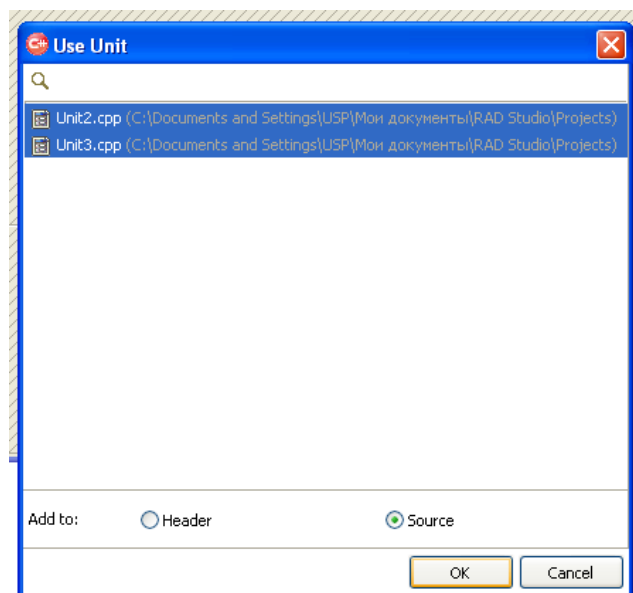 Use Unit
Unit2.cpp (C:\Documents and Settings\USP\Мои документы\RAD Studio\Projects)
Unit3.cpp (C:\Documents and Settings\USP\Мои документы\RAD Studio\Projects)
Add to: Header Source
OK Cancel